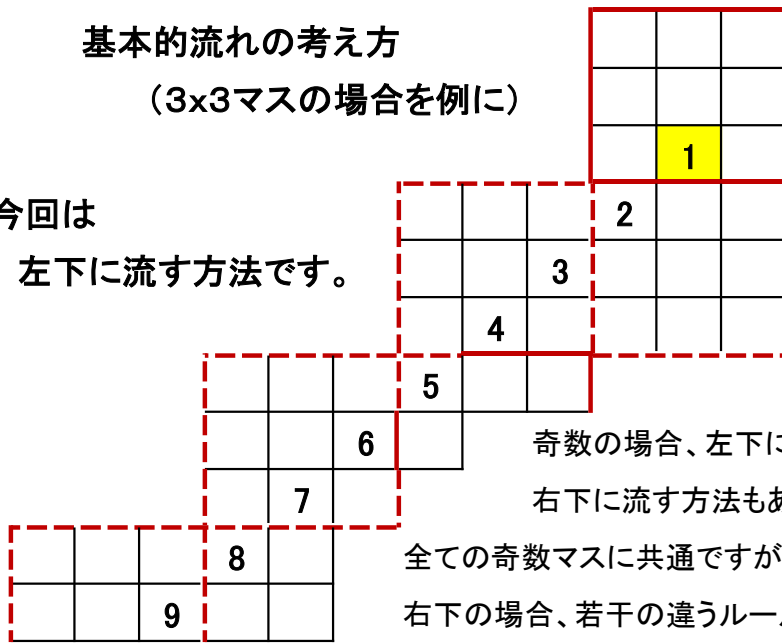 基本的流れの考え方
(3x3マスの場合を例に)
1
今回は
2
左下に流す方法です。
3
4
5
6
奇数の場合、左下に
7
右下に流す方法もあ
8
全ての奇数マスに共通ですが
9
右下の場合、若干の違うルー